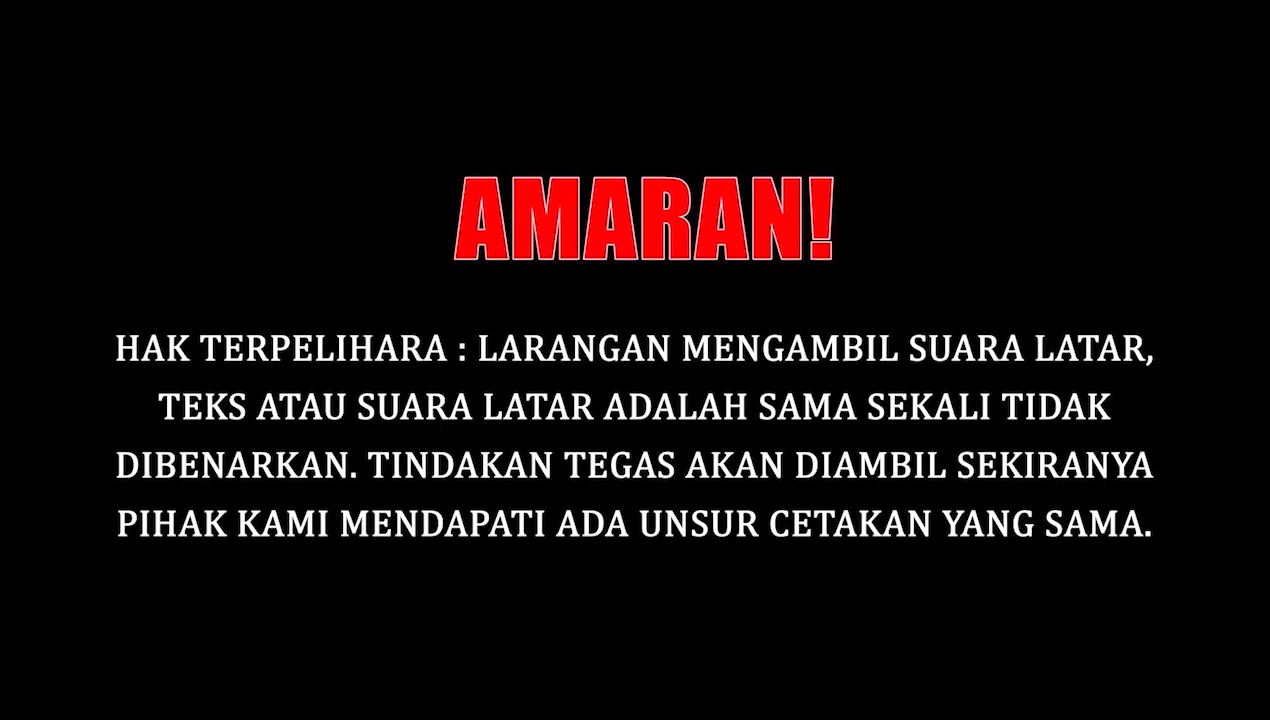 AMARAN!
HAK TERPELIHARA : LARANGAN MENGAMBIL SUARA LATAR,
TEKS ATAU SUARA LATAR ADALAH SAMA SEKALI TIDAK
DIBENARKAN. TINDAKAN TEGAS AKAN DIAMBIL SEKIRANYA
PIHAK KAMI MENDAPATI ADA UNSUR CETAKAN YANG SAMA.